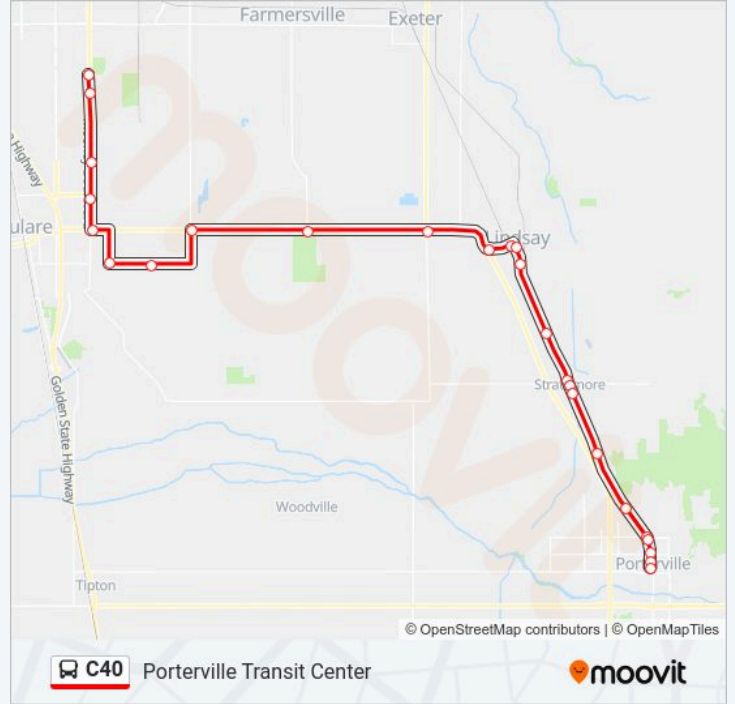 Farmersville
Exeter
Highway
ulare
Lindsay
Strathmore
Golden State Highway
Woodville
Porterville
Tipton
© OpenStreetMap contributors | © OpenMapTiles
C40 Porterville Transit Center
moovit